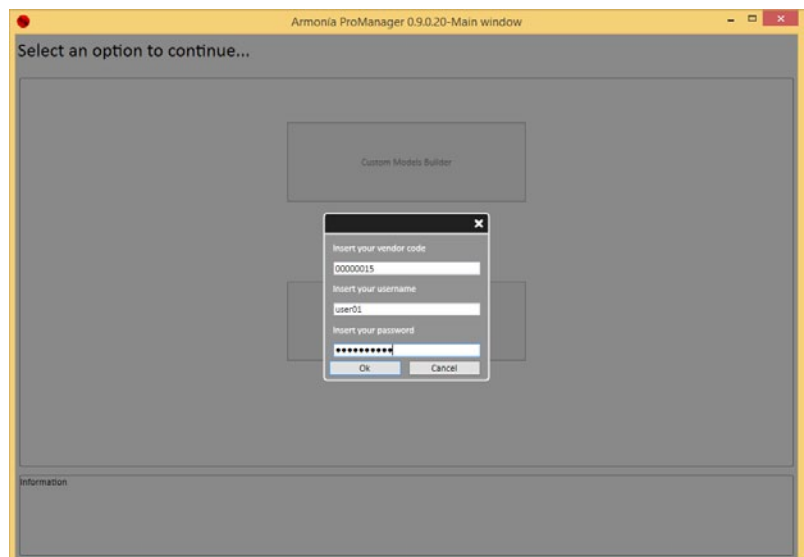 Armonía ProManager 0.9.0.20-Main window
Select an option to continue...
Custom Models Builder
Insert your vendor code
00000015
Insert your username
user01
Insert your password
••••••••••
Ok Cancel
Information